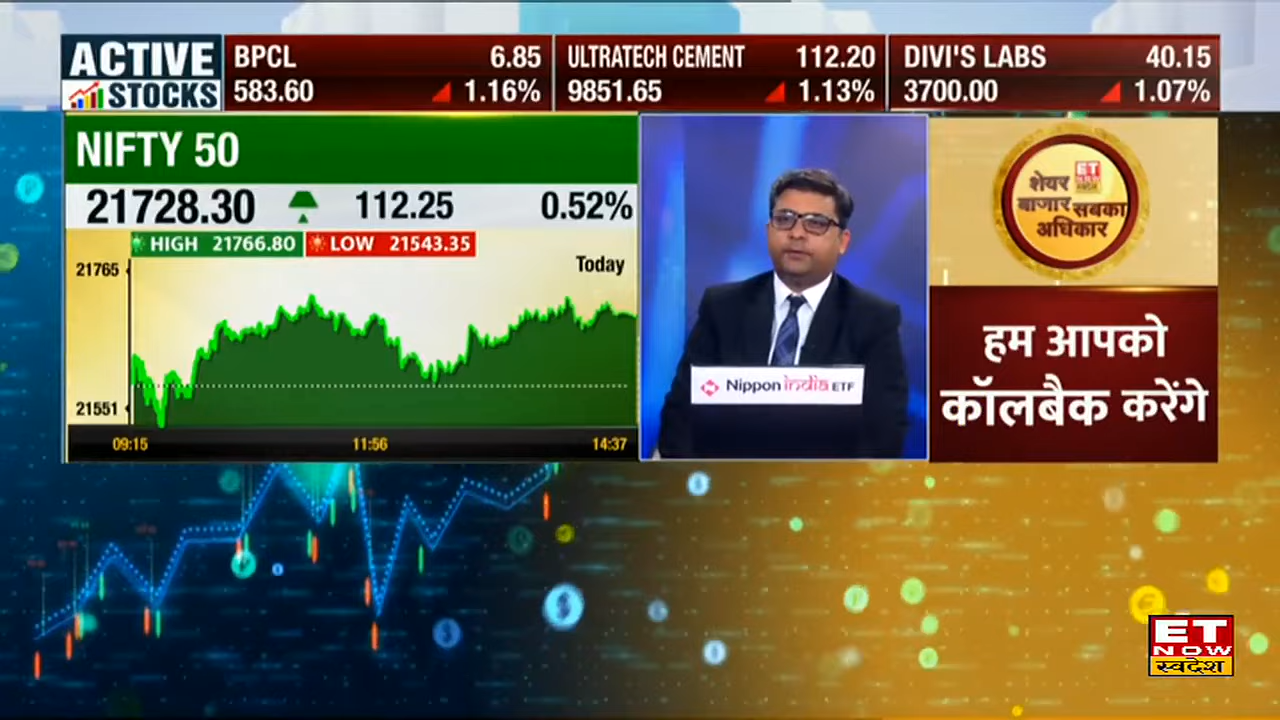 ACTIVE
STOCKS
BPCL 6.85
583.60 1.16%
ULTRATECH CEMENT 112.20
9851.65 1.13%
DIVI'S LABS 40.15
3700.00 1.07%
NIFTY 50
21728.30 112.25 0.52%
HIGH 21766.80 LOW 21543.35
Today
21765
21551
09:15 11:56 14:37
Nippon india ETF
ET
NOW
शेयर
बाजार सबका
अधिकार
हम आपको
कॉलबैक करेंगे
ET
NOW
स्वदेश